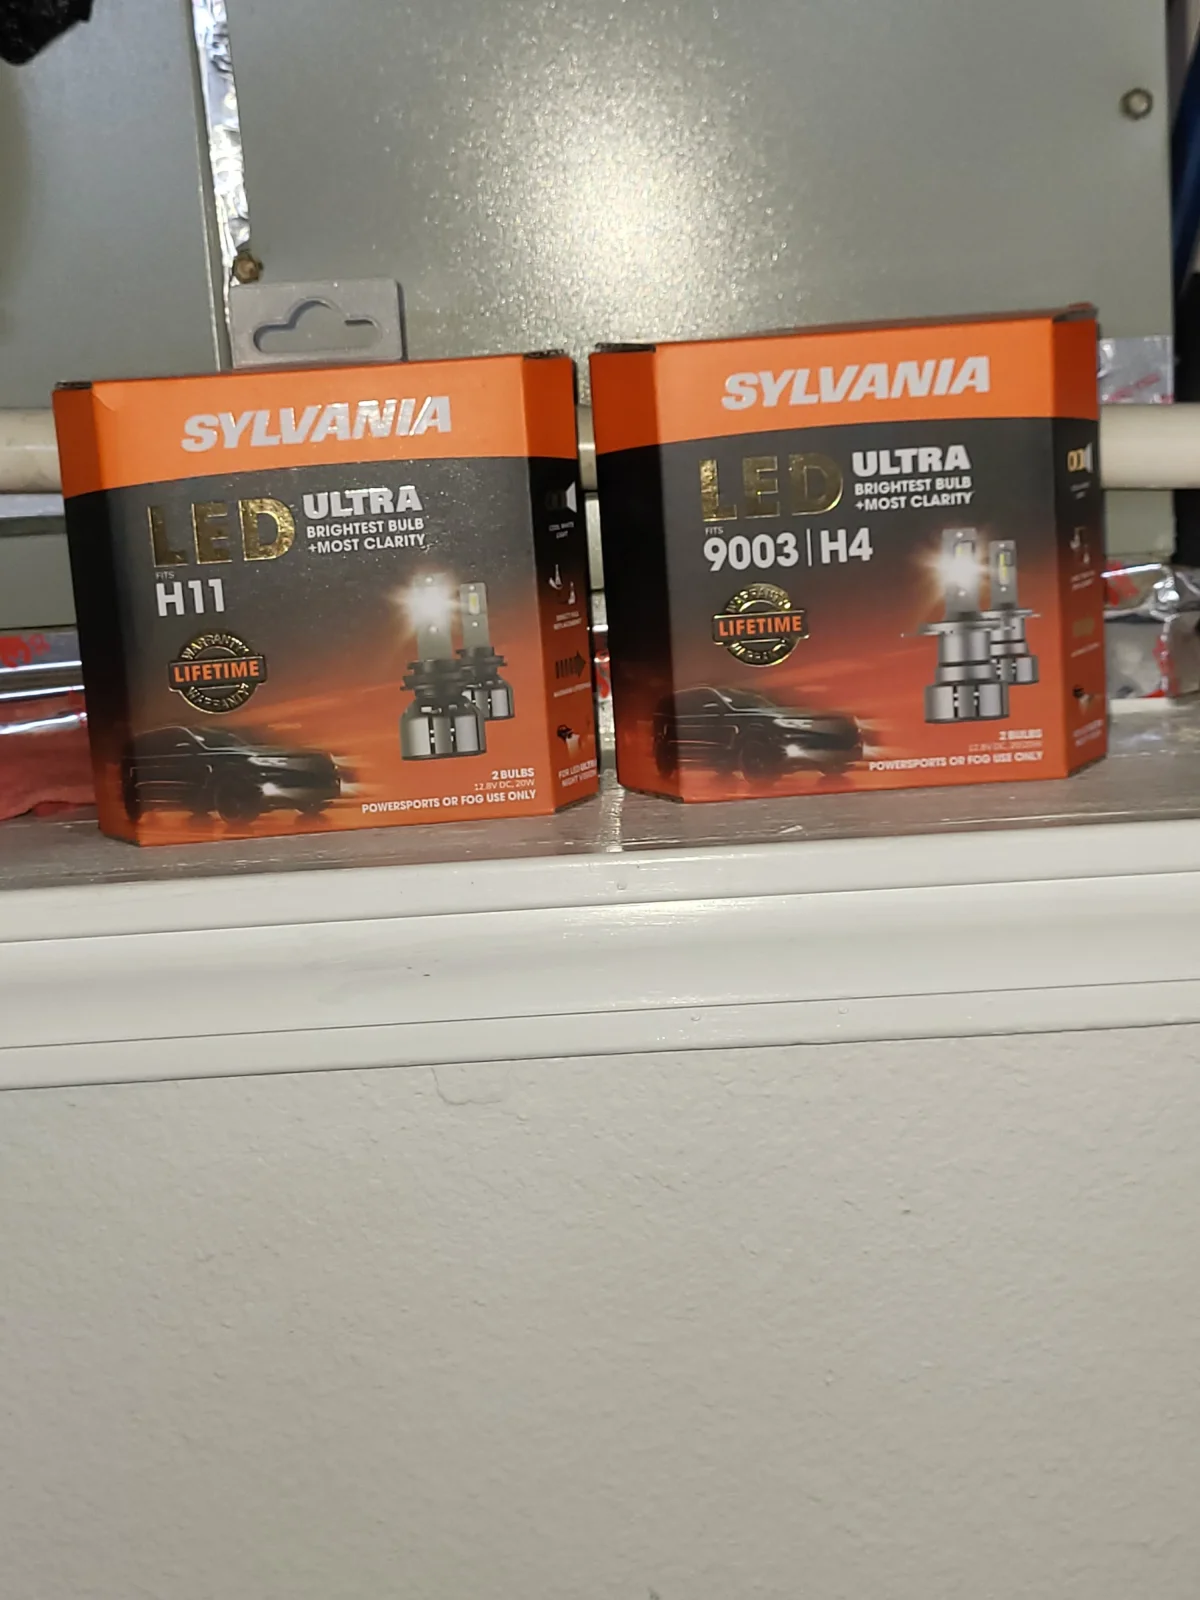 SYLVANIA
LED ULTRA
BRIGHTEST BULB
+MOST CLARITY
FITS
H11
WARRANTY
LIFETIME
WARRANTY
2 BULBS
12.8V DC, 20W
POWERSPORTS OR FOG USE ONLY
SYLVANIA
LED ULTRA
BRIGHTEST BULB
+MOST CLARITY
FITS
9003 | H4
WARRANTY
LIFETIME
WARRANTY
2 BULBS
POWERSPORTS OR FOG USE ONLY